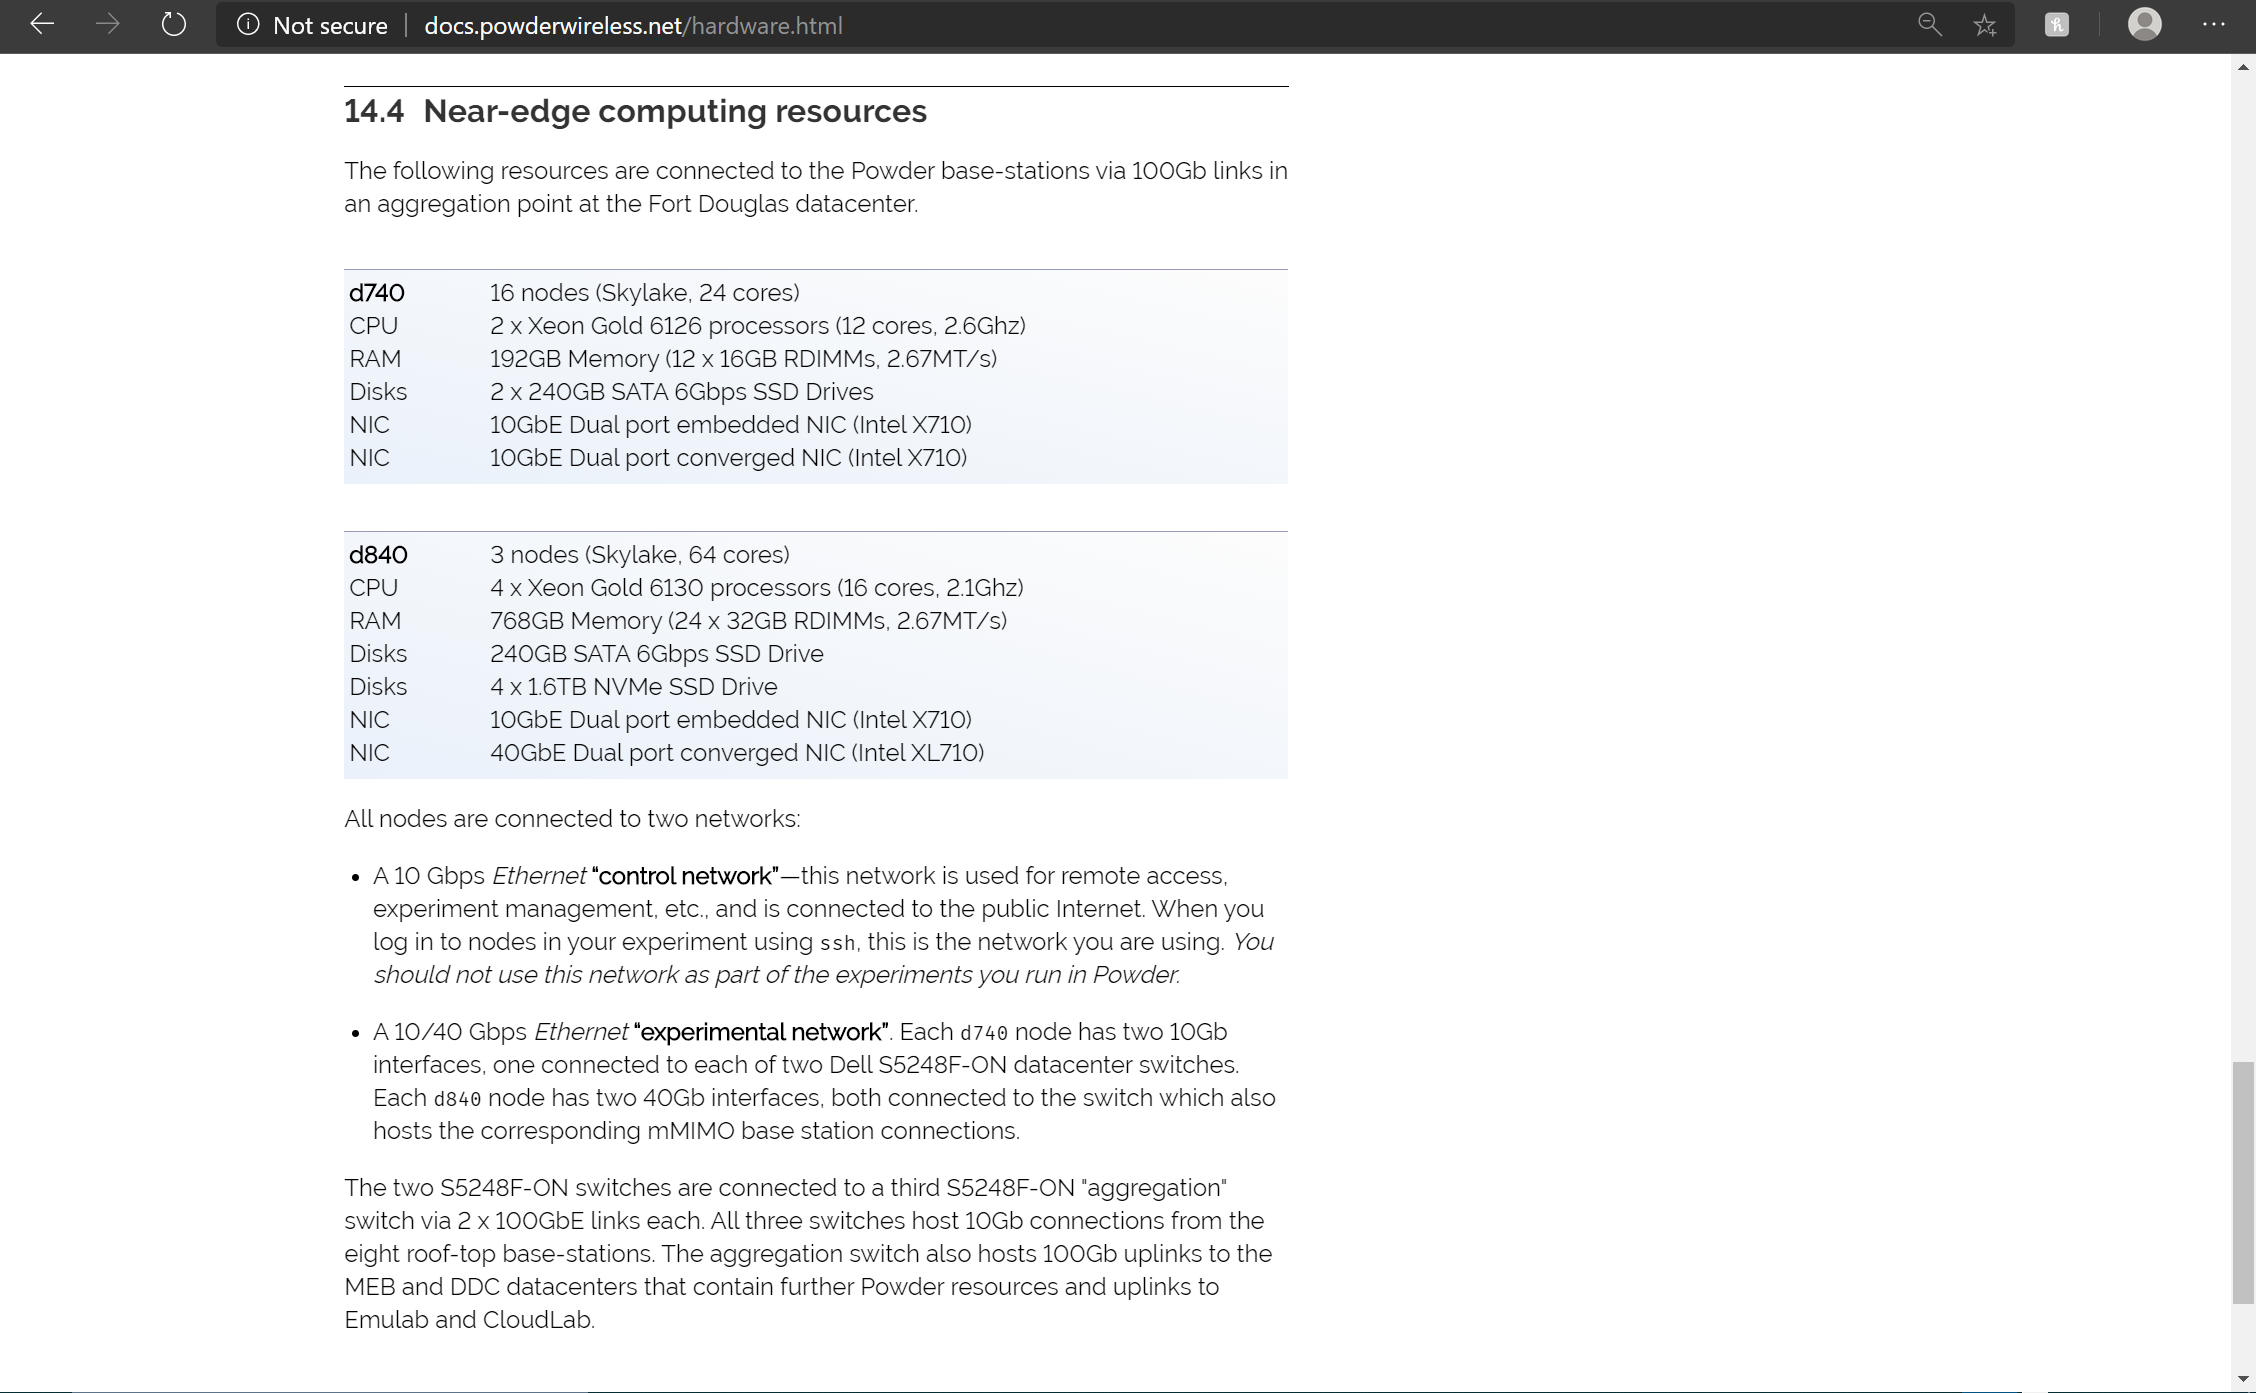 Not secure | docs.powderwireless.net/hardware.html
14.4 Near-edge computing resources
The following resources are connected to the Powder base-stations via 100Gb links in
an aggregation point at the Fort Douglas datacenter.
d740 16 nodes (Skylake, 24 cores)
CPU 2 x Xeon Gold 6126 processors (12 cores, 2.6Ghz)
RAM 192GB Memory (12 x 16GB RDIMMs, 2.67MT/s)
Disks 2 x 240GB SATA 6Gbps SSD Drives
NIC 10GbE Dual port embedded NIC (Intel X710)
NIC 10GbE Dual port converged NIC (Intel X710)
d840 3 nodes (Skylake, 64 cores)
CPU 4 x Xeon Gold 6130 processors (16 cores, 2.1Ghz)
RAM 768GB Memory (24 x 32GB RDIMMs, 2.67MT/s)
Disks 240GB SATA 6Gbps SSD Drive
Disks 4 x 1.6TB NVMe SSD Drive
NIC 10GbE Dual port embedded NIC (Intel X710)
NIC 40GbE Dual port converged NIC (Intel XL710)
All nodes are connected to two networks:
• A 10 Gbps Ethernet “control network”—this network is used for remote access,
experiment management, etc., and is connected to the public Internet. When you
log in to nodes in your experiment using ssh, this is the network you are using. You
should not use this network as part of the experiments you run in Powder.
• A 10/40 Gbps Ethernet “experimental network”. Each d740 node has two 10Gb
interfaces, one connected to each of two Dell S5248F-ON datacenter switches.
Each d840 node has two 40Gb interfaces, both connected to the switch which also
hosts the corresponding mMIMO base station connections.
The two S5248F-ON switches are connected to a third S5248F-ON "aggregation"
switch via 2 x 100GbE links each. All three switches host 10Gb connections from the
eight roof-top base-stations. The aggregation switch also hosts 100Gb uplinks to the
MEB and DDC datacenters that contain further Powder resources and uplinks to
Emulab and CloudLab.